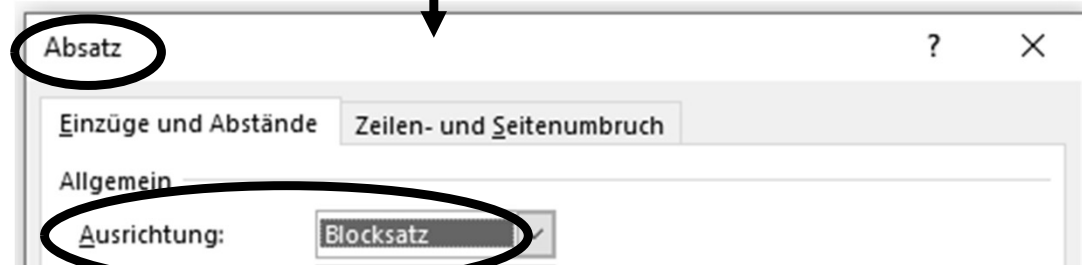 Absatz ? ×
Einzüge und Abstände Zeilen- und Seitenumbruch
Allgemein
Ausrichtung: Blocksatz